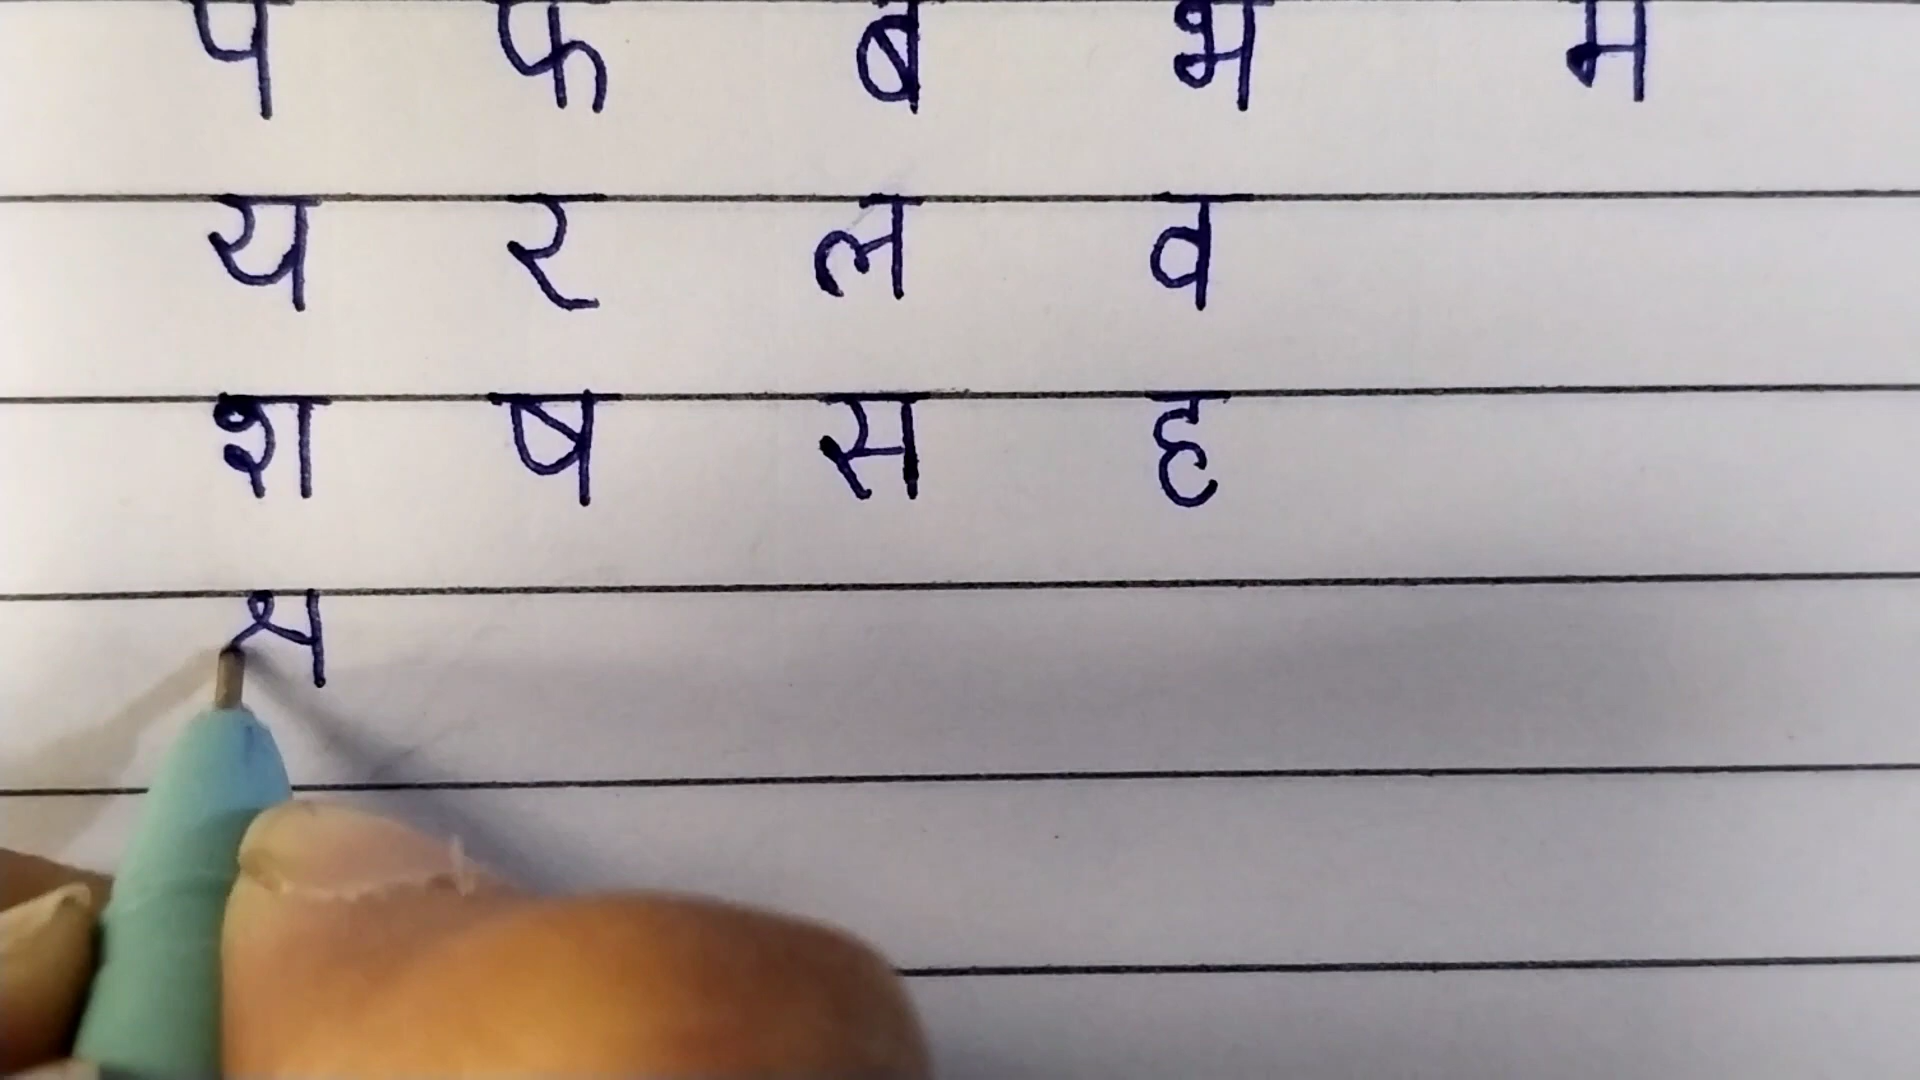 प फ ब भ म
य र ल व
श ष स ह